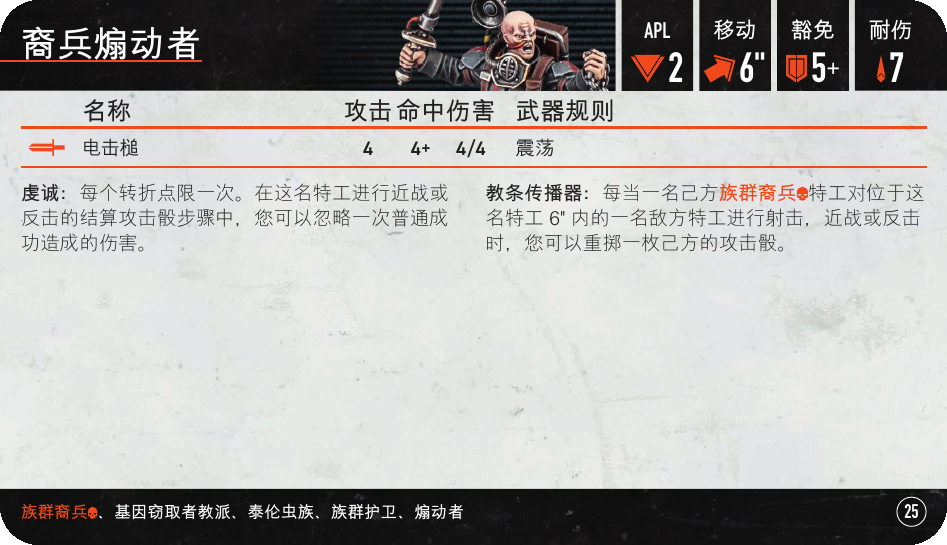 裔兵煽动者
APL 移动 豁免 耐伤
2 6" 5+ 7
名称 攻击 命中 伤害 武器规则
电击槌 4 4+ 4/4 震荡
虔诚：每个转折点限一次。在这名特工进行近战或
反击的结算攻击骰步骤中，您可以忽略一次普通成
功造成的伤害。
教条传播器：每当一名己方族群裔兵特工对位于这
名特工 6" 内的一名敌方特工进行射击，近战或反击
时，您可以重掷一枚己方的攻击骰。
族群裔兵、基因窃取者教派、泰伦虫族、族群护卫、煽动者
25